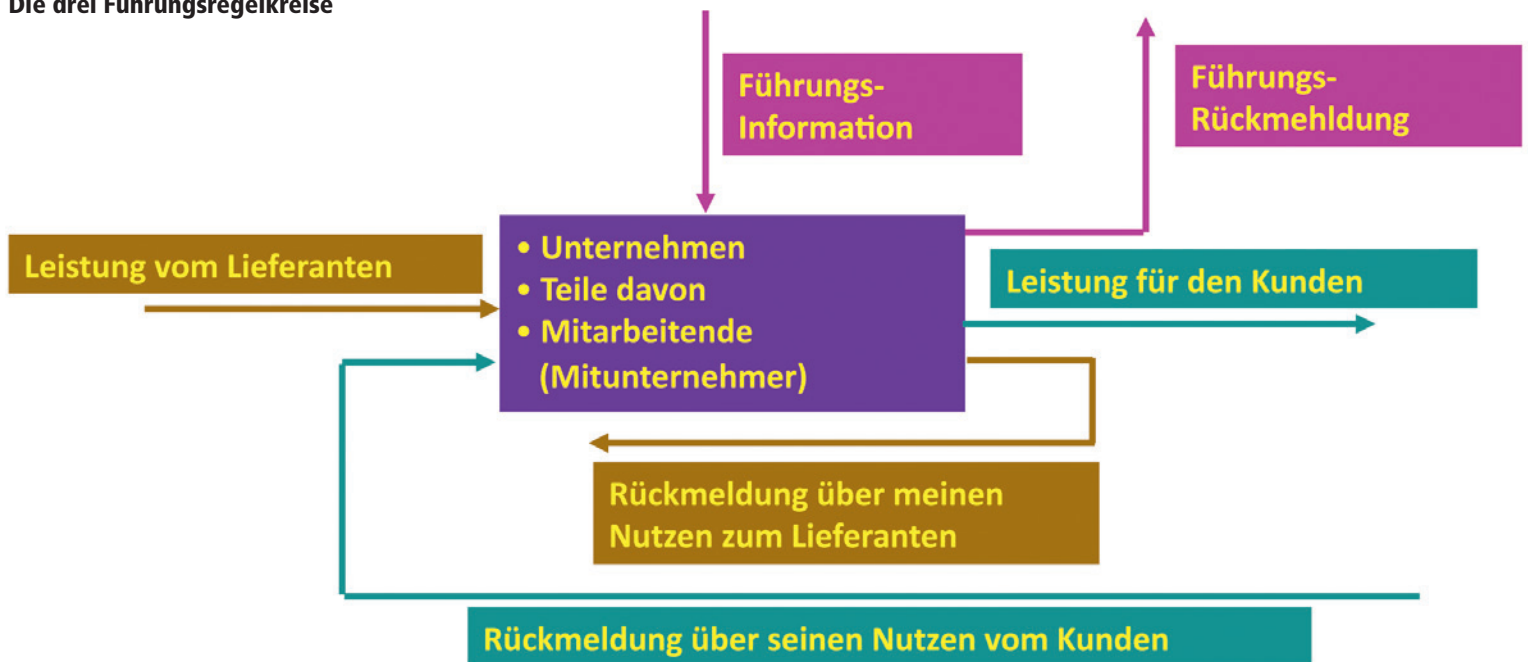 Die drei Führungsregelkreise
Führungs-
Information
Führungs-
Rückmehldung
Leistung vom Lieferanten
• Unternehmen
• Teile davon
• Mitarbeitende
(Mitunternehmer)
Leistung für den Kunden
Rückmeldung über meinen
Nutzen zum Lieferanten
Rückmeldung über seinen Nutzen vom Kunden